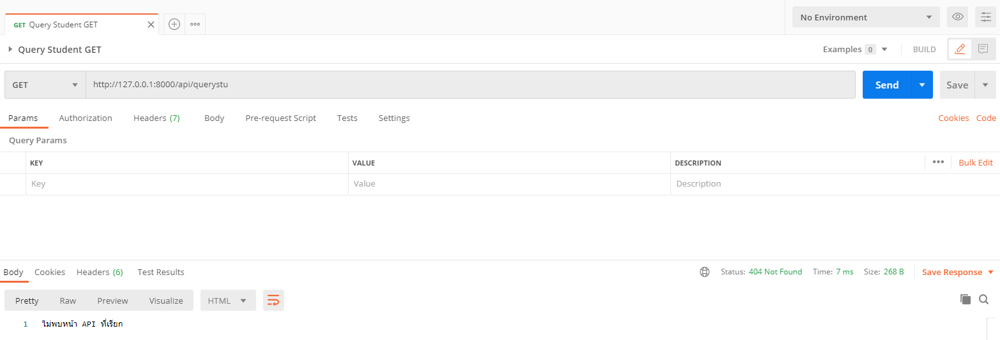 GET Query Student GET
No Environment
Query Student GET
Examples 0
BUILD
GET http://127.0.0.1:8000/api/querystu Send Save
Params Authorization Headers (7) Body Pre-request Script Tests Settings Cookies Code
Query Params
KEY VALUE DESCRIPTION Bulk Edit
Key Value Description
Body Cookies Headers (6) Test Results Status: 404 Not Found Time: 7 ms Size: 268 B Save Response
Pretty Raw Preview Visualize HTML
1 ไม่พบหน้า API ที่เรียก